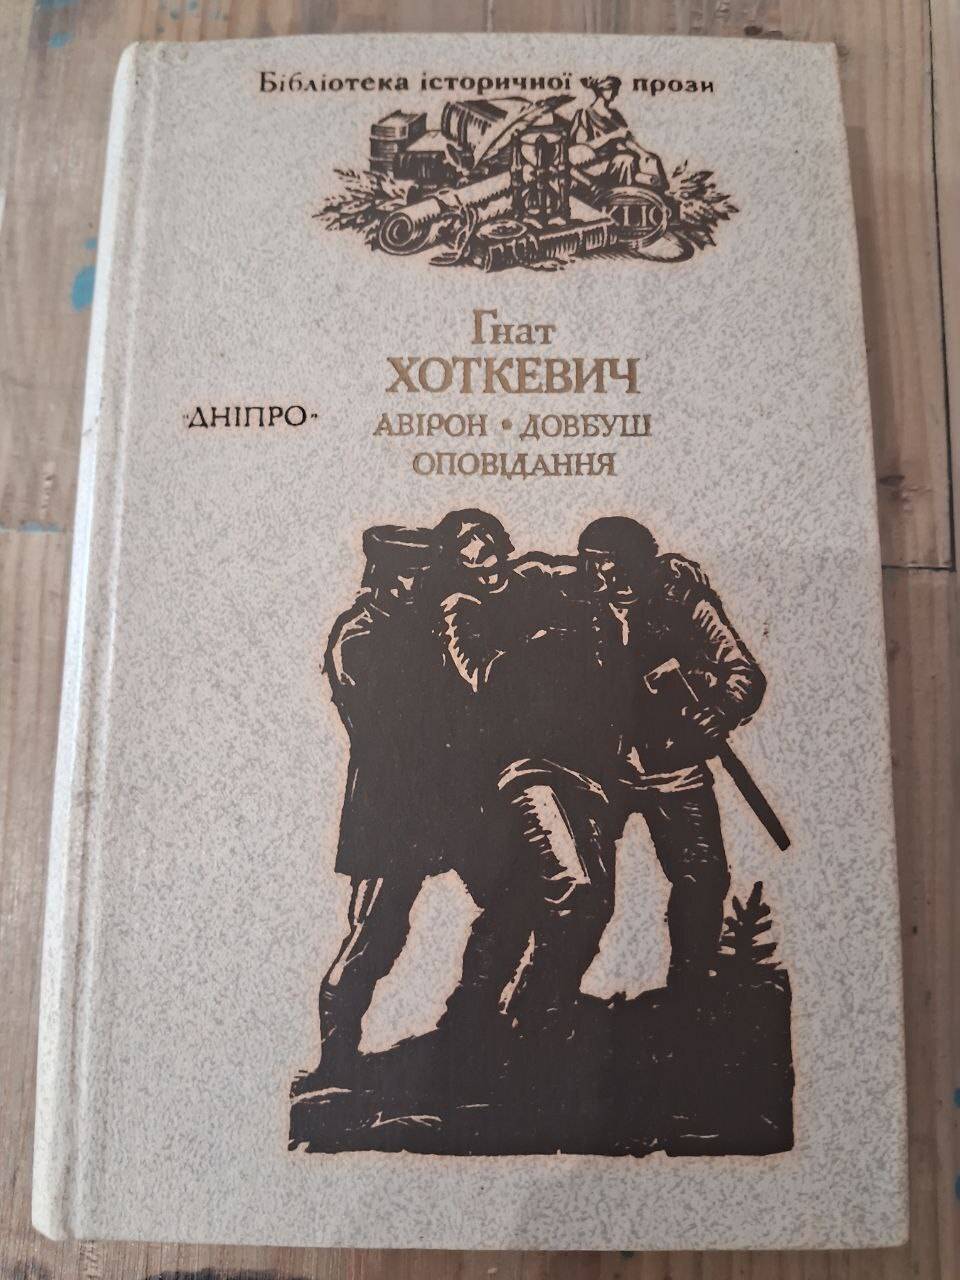 Бібліотека історичної прози
Гнат
ХОТКЕВИЧ
"ДНІПРО"
АВІРОН • ДОВБУШ
ОПОВІДАННЯ